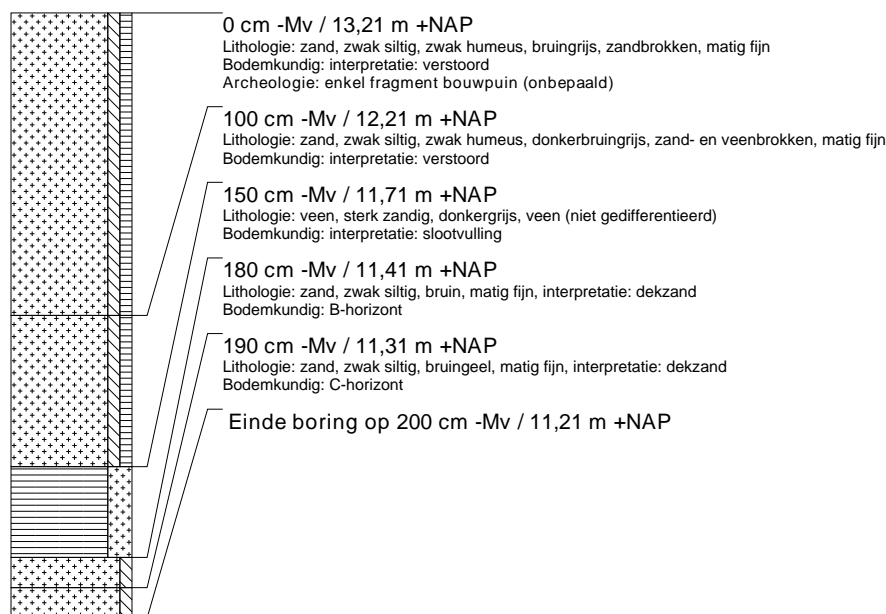 0 cm -Mv / 13,21 m +NAP
Lithologie: zand, zwak siltig, zwak humeus, bruingrijs, zandbrokken, matig fijn
Bodemkundig: interpretatie: verstoord
Archeologie: enkel fragment bouwpuin (onbepaald)
100 cm -Mv / 12,21 m +NAP
Lithologie: zand, zwak siltig, zwak humeus, donkerbruingrijs, zand- en veenbrokken, matig fijn
Bodemkundig: interpretatie: verstoord
150 cm -Mv / 11,71 m +NAP
Lithologie: veen, sterk zandig, donkergrijs, veen (niet gedifferentieerd)
Bodemkundig: interpretatie: slootvulling
180 cm -Mv / 11,41 m +NAP
Lithologie: zand, zwak siltig, bruin, matig fijn, interpretatie: dekzand
Bodemkundig: B-horizont
190 cm -Mv / 11,31 m +NAP
Lithologie: zand, zwak siltig, bruingeel, matig fijn, interpretatie: dekzand
Bodemkundig: C-horizont
Einde boring op 200 cm -Mv / 11,21 m +NAP